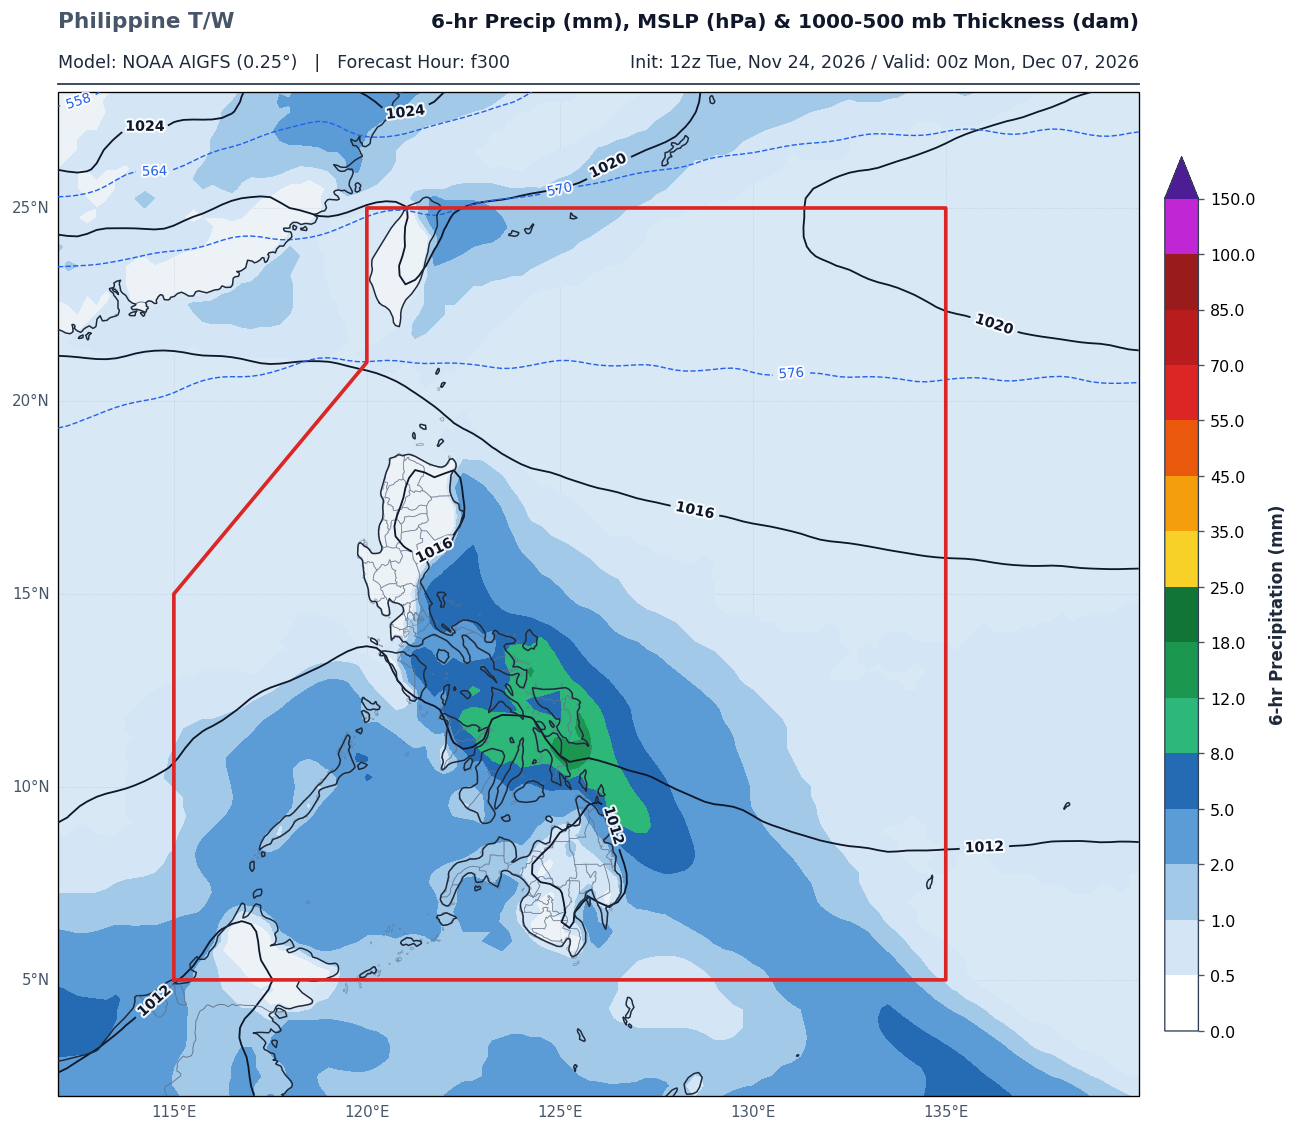 Philippine T/W
6-hr Precip (mm), MSLP (hPa) & 1000-500 mb Thickness (dam)
Model: NOAA AIGFS (0.25°) | Forecast Hour: f300
Init: 12z Tue, Nov 24, 2026 / Valid: 00z Mon, Dec 07, 2026
558
1024
1024
564
1020
570
25°N
1020
576
20°N
1016
1016
15°N
10°N
1012
1012
5°N
1012
115°E
120°E
125°E
130°E
135°E
150.0
100.0
85.0
70.0
55.0
45.0
35.0
25.0
18.0
12.0
8.0
5.0
2.0
1.0
0.5
0.0
6-hr Precipitation (mm)